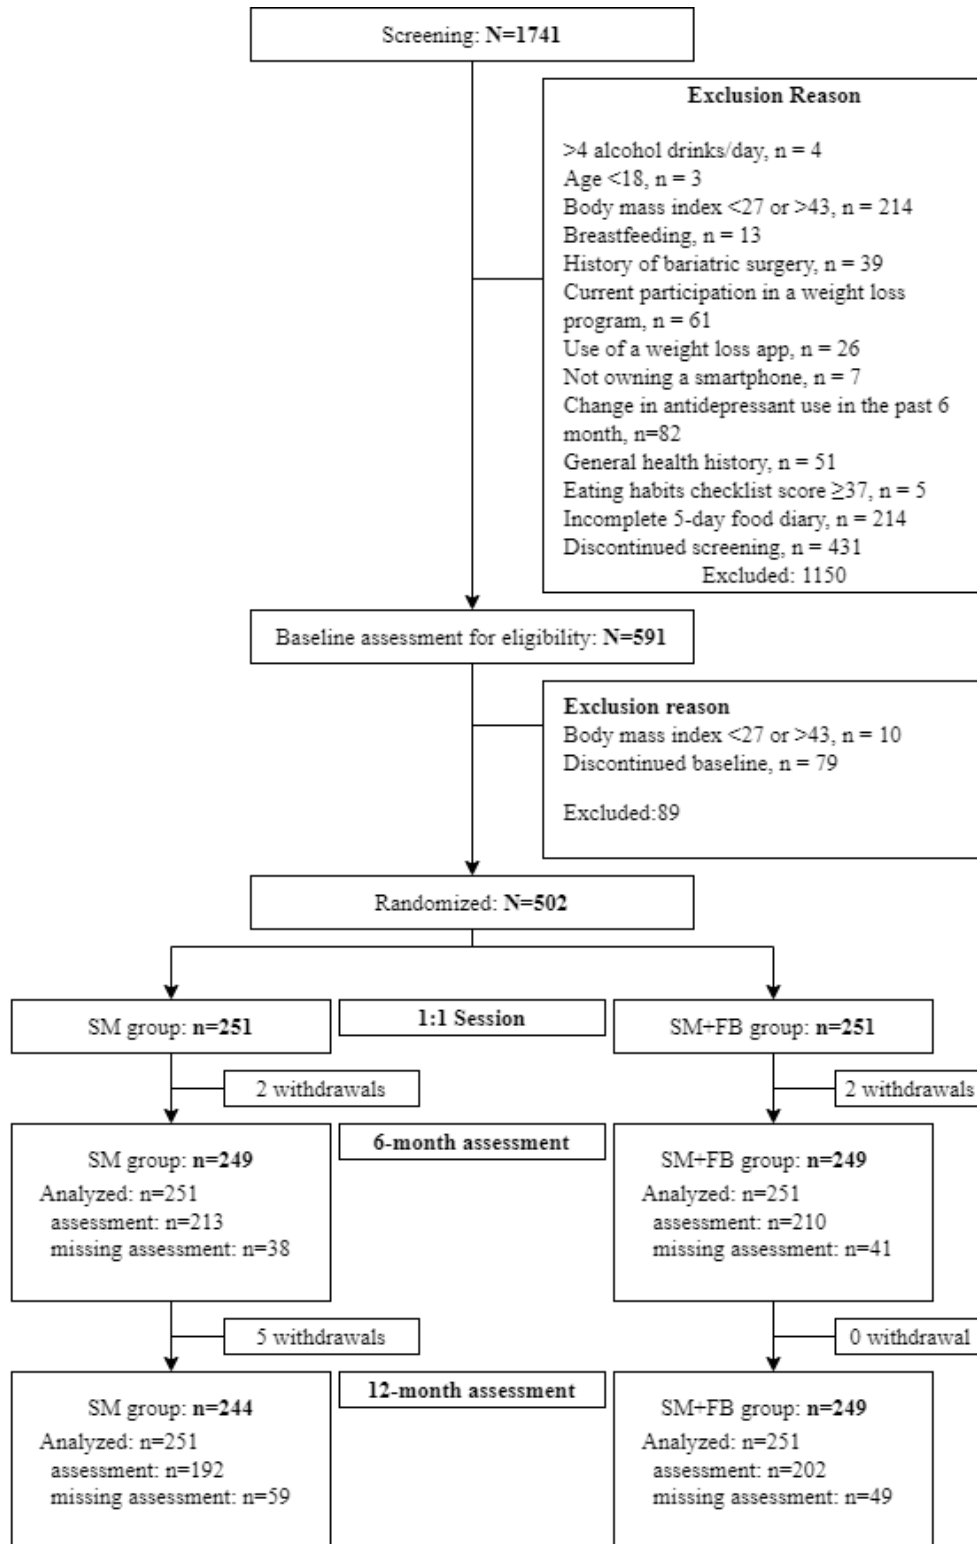 Screening: N=1741
Exclusion Reason
>4 alcohol drinks/day, n = 4
Age <18, n = 3
Body mass index <27 or >43, n = 214
Breastfeeding, n = 13
History of bariatric surgery, n = 39
Current participation in a weight loss
program, n = 61
Use of a weight loss app, n = 26
Not owning a smartphone, n = 7
Change in antidepressant use in the past 6
month, n=82
General health history, n = 51
Eating habits checklist score ≥37, n = 5
Incomplete 5-day food diary, n = 214
Discontinued screening, n = 431
Excluded: 1150
Baseline assessment for eligibility: N=591
Exclusion reason
Body mass index <27 or >43, n = 10
Discontinued baseline, n = 79
Excluded:89
Randomized: N=502
SM group: n=251
1:1 Session
SM+FB group: n=251
2 withdrawals
2 withdrawals
6-month assessment
SM group: n=249
Analyzed: n=251
assessment: n=213
missing assessment: n=38
SM+FB group: n=249
Analyzed: n=251
assessment: n=210
missing assessment: n=41
5 withdrawals
0 withdrawal
12-month assessment
SM group: n=244
Analyzed: n=251
assessment: n=192
missing assessment: n=59
SM+FB group: n=249
Analyzed: n=251
assessment: n=202
missing assessment: n=49